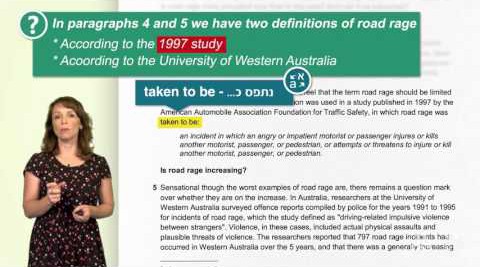 ?
In paragraphs 4 and 5 we have two definitions of road rage
* According to the 1997 study
* Acoording to the University of Western Australia
taken to be - נתפס כ...
א
a
feel that the term road rage should be limited
tion was used in a study published in 1997 by the
American Automobile Association Foundation for Traffic Safety, in which road rage was
taken to be:
an incident in which an angry or impatient motorist or passenger injures or kills
another motorist, passenger, or pedestrian, or attempts or threatens to injure or kill
another motorist, passenger, or pedestrian.
Is road rage increasing?
5 Sensational though the worst examples of road rage are, there remains a question mark
over whether they are on the increase. In Australia, researchers at the University of
Western Australia surveyed offence reports compiled by police for the years 1991 to 1995
for incidents of road rage, which the study defined as "driving-related impulsive violence
between strangers". Violence, in these cases, included actual physical assaults and
plausible threats of violence. The researchers reported that 797 road rage incidents had
occurred in Western Australia over the 5 years, and that there was a generally increasing